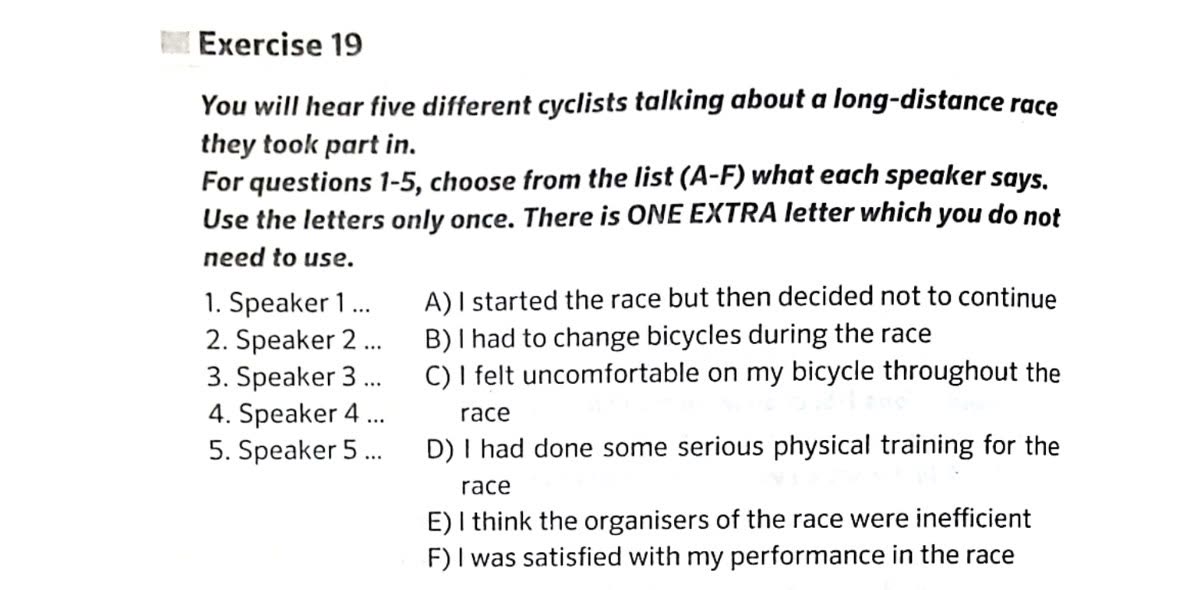 Exercise 19
You will hear five different cyclists talking about a long-distance race
they took part in.
For questions 1-5, choose from the list (A-F) what each speaker says.
Use the letters only once. There is ONE EXTRA letter which you do not
need to use.
1. Speaker 1 ...
2. Speaker 2 ...
3. Speaker 3 ...
4. Speaker 4 ...
5. Speaker 5 ...
A) I started the race but then decided not to continue
B) I had to change bicycles during the race
C) I felt uncomfortable on my bicycle throughout the
race
D) I had done some serious physical training for the
race
E) I think the organisers of the race were inefficient
F) I was satisfied with my performance in the race